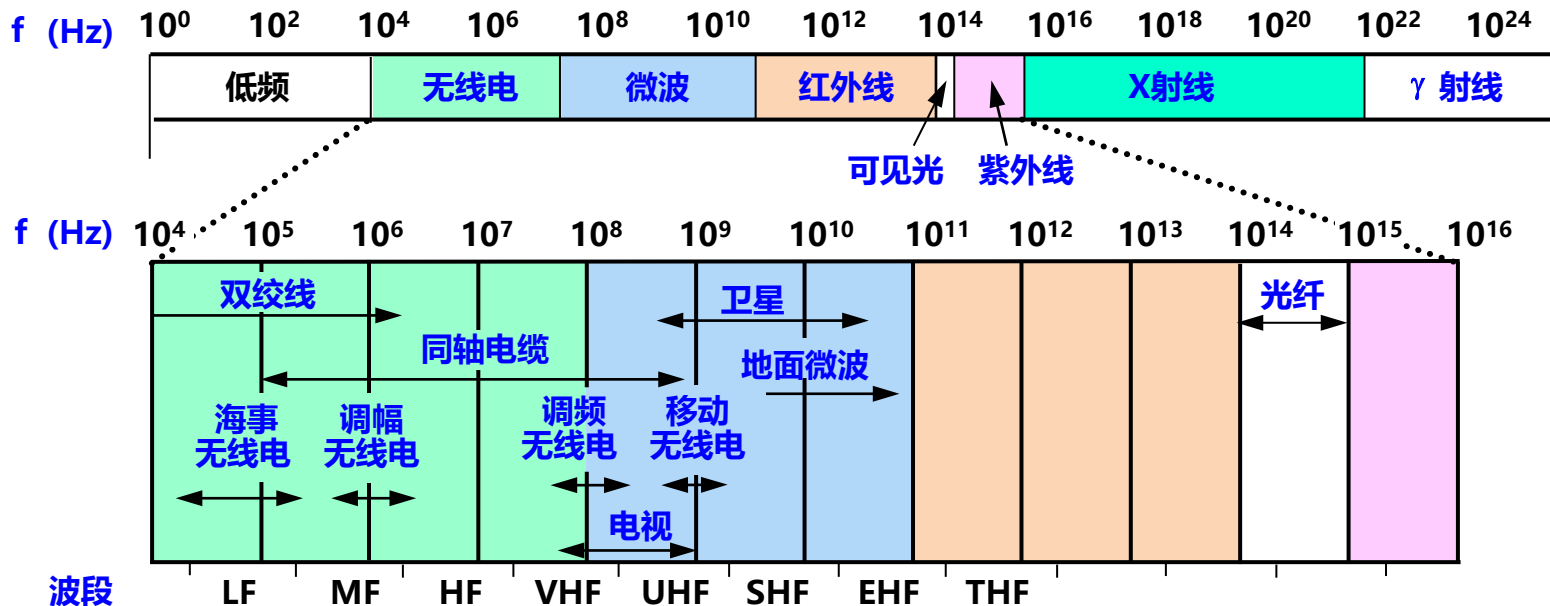 f (Hz) 10⁰ 10² 10⁴ 10⁶ 10⁸ 10¹⁰ 10¹² 10¹⁴ 10¹⁶ 10¹⁸ 10²⁰ 10²² 10²⁴
低频 无线电 微波 红外线 X射线 γ 射线
可见光 紫外线
f (Hz) 10⁴ 10⁵ 10⁶ 10⁷ 10⁸ 10⁹ 10¹⁰ 10¹¹ 10¹² 10¹³ 10¹⁴ 10¹⁵ 10¹⁶
双绞线 卫星 光纤
同轴电缆 地面微波
海事 调幅 调频 移动
无线电 无线电 无线电 无线电
电视
波段 LF MF HF VHF UHF SHF EHF THF